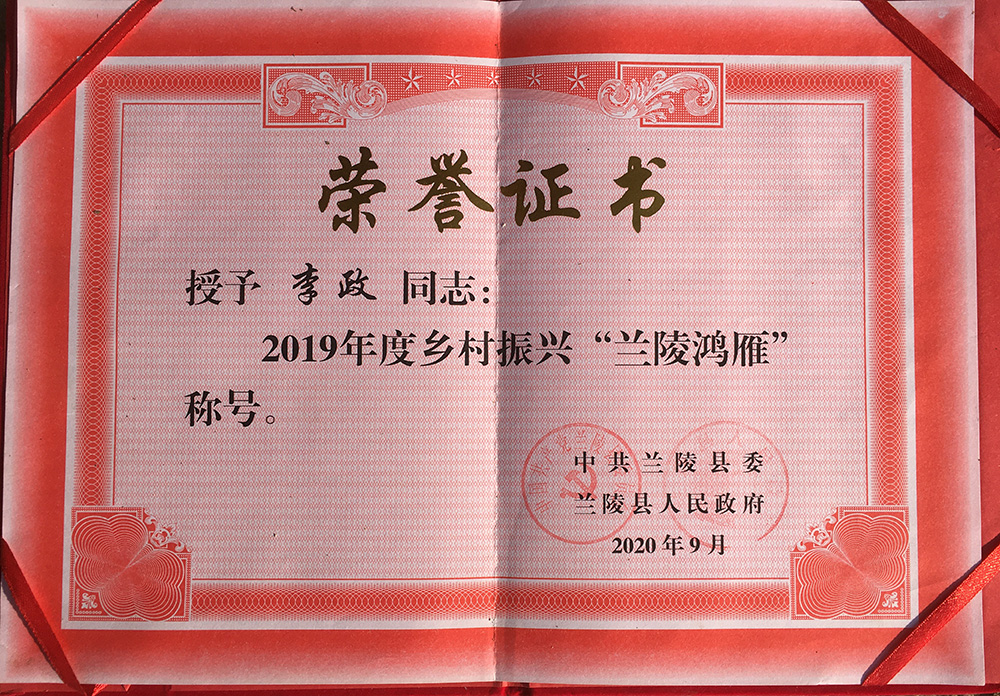 荣誉证书
授予 李政 同志：
2019年度乡村振兴“兰陵鸿雁”
称号。
中共兰陵县委
兰陵县人民政府
2020年9月